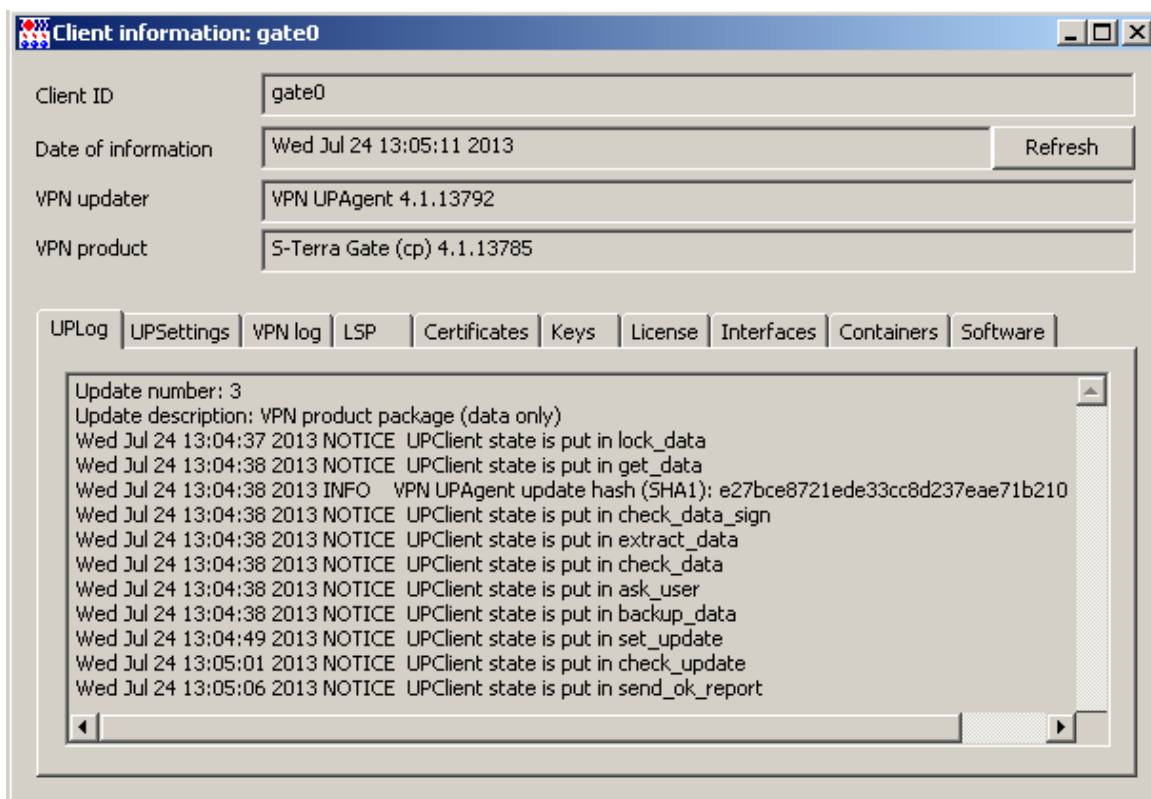 Client information: gate0
Client ID gate0
Date of information Wed Jul 24 13:05:11 2013 Refresh
VPN updater VPN UPAgent 4.1.13792
VPN product S-Terra Gate (cp) 4.1.13785
UPLog UPSettings VPN log LSP Certificates Keys License Interfaces Containers Software
Update number: 3
Update description: VPN product package (data only)
Wed Jul 24 13:04:37 2013 NOTICE UPClient state is put in lock_data
Wed Jul 24 13:04:38 2013 NOTICE UPClient state is put in get_data
Wed Jul 24 13:04:38 2013 INFO VPN UPAgent update hash (SHA1): e27bce8721ede33cc8d237eae71b210
Wed Jul 24 13:04:38 2013 NOTICE UPClient state is put in check_data_sign
Wed Jul 24 13:04:38 2013 NOTICE UPClient state is put in extract_data
Wed Jul 24 13:04:38 2013 NOTICE UPClient state is put in check_data
Wed Jul 24 13:04:38 2013 NOTICE UPClient state is put in ask_user
Wed Jul 24 13:04:38 2013 NOTICE UPClient state is put in backup_data
Wed Jul 24 13:04:49 2013 NOTICE UPClient state is put in set_update
Wed Jul 24 13:05:01 2013 NOTICE UPClient state is put in check_update
Wed Jul 24 13:05:06 2013 NOTICE UPClient state is put in send_ok_report